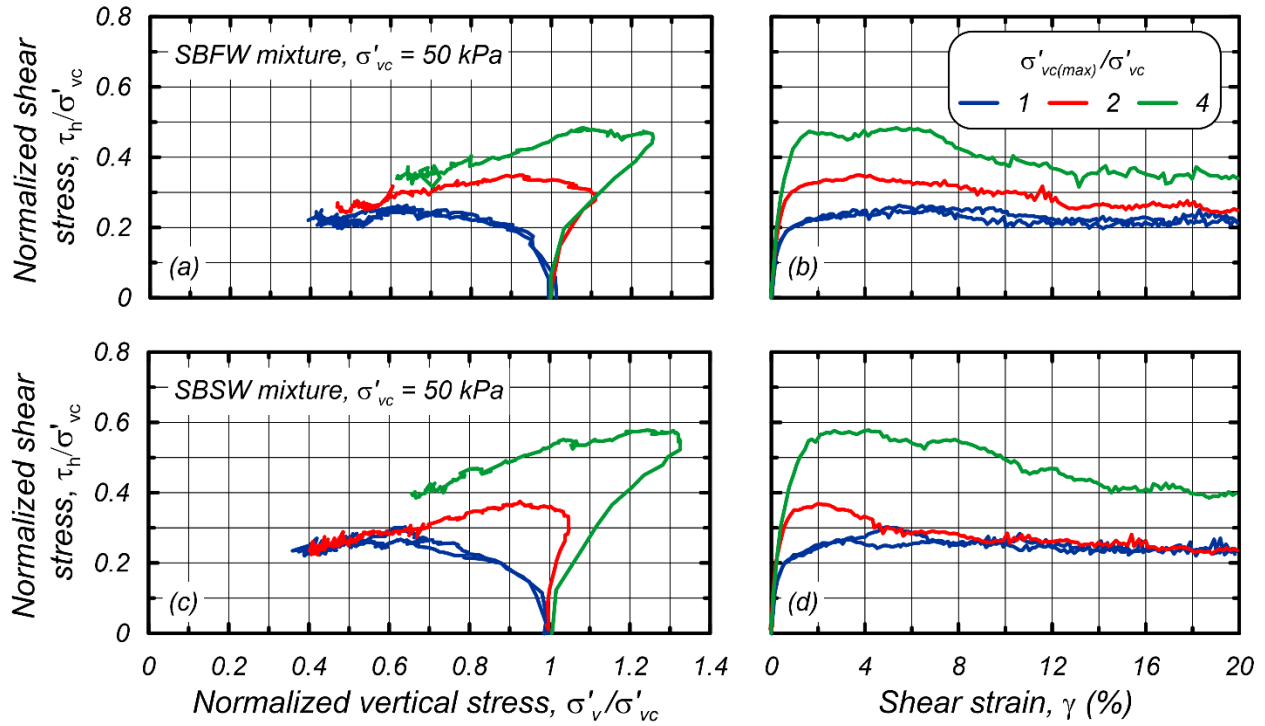 0.8
0.6
0.4
0.2
0
Normalized shear
stress, τh/σ'vc
SBFW mixture, σ'vc = 50 kPa
(a)
σ'vc(max)/σ'vc
1 2 4
(b)
0.8
0.6
0.4
0.2
0
Normalized shear
stress, τh/σ'vc
SBSW mixture, σ'vc = 50 kPa
(c)
(d)
0 0.2 0.4 0.6 0.8 1 1.2 1.4
0 4 8 12 16 20
Normalized vertical stress, σ'v/σ'vc
Shear strain, γ (%)